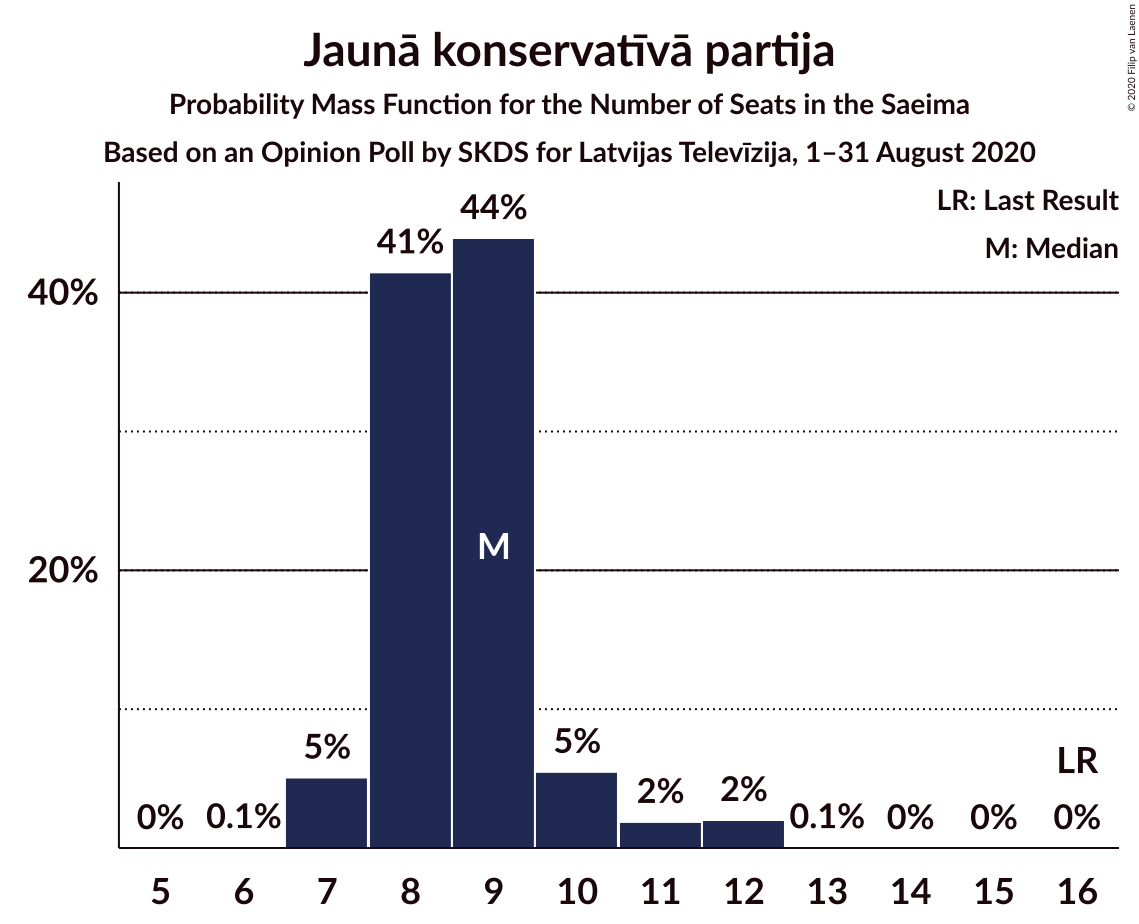 Jaunā konservatīvā partija
Probability Mass Function for the Number of Seats in the Saeima
Based on an Opinion Poll by SKDS for Latvijas Televīzija, 1–31 August 2020
© 2020 Filip van Laenen
LR: Last Result
M: Median
40%
20%
0% 0.1% 5% 41% 44% 5% 2% 2% 0.1% 0% 0% 0%
M
LR
5 6 7 8 9 10 11 12 13 14 15 16